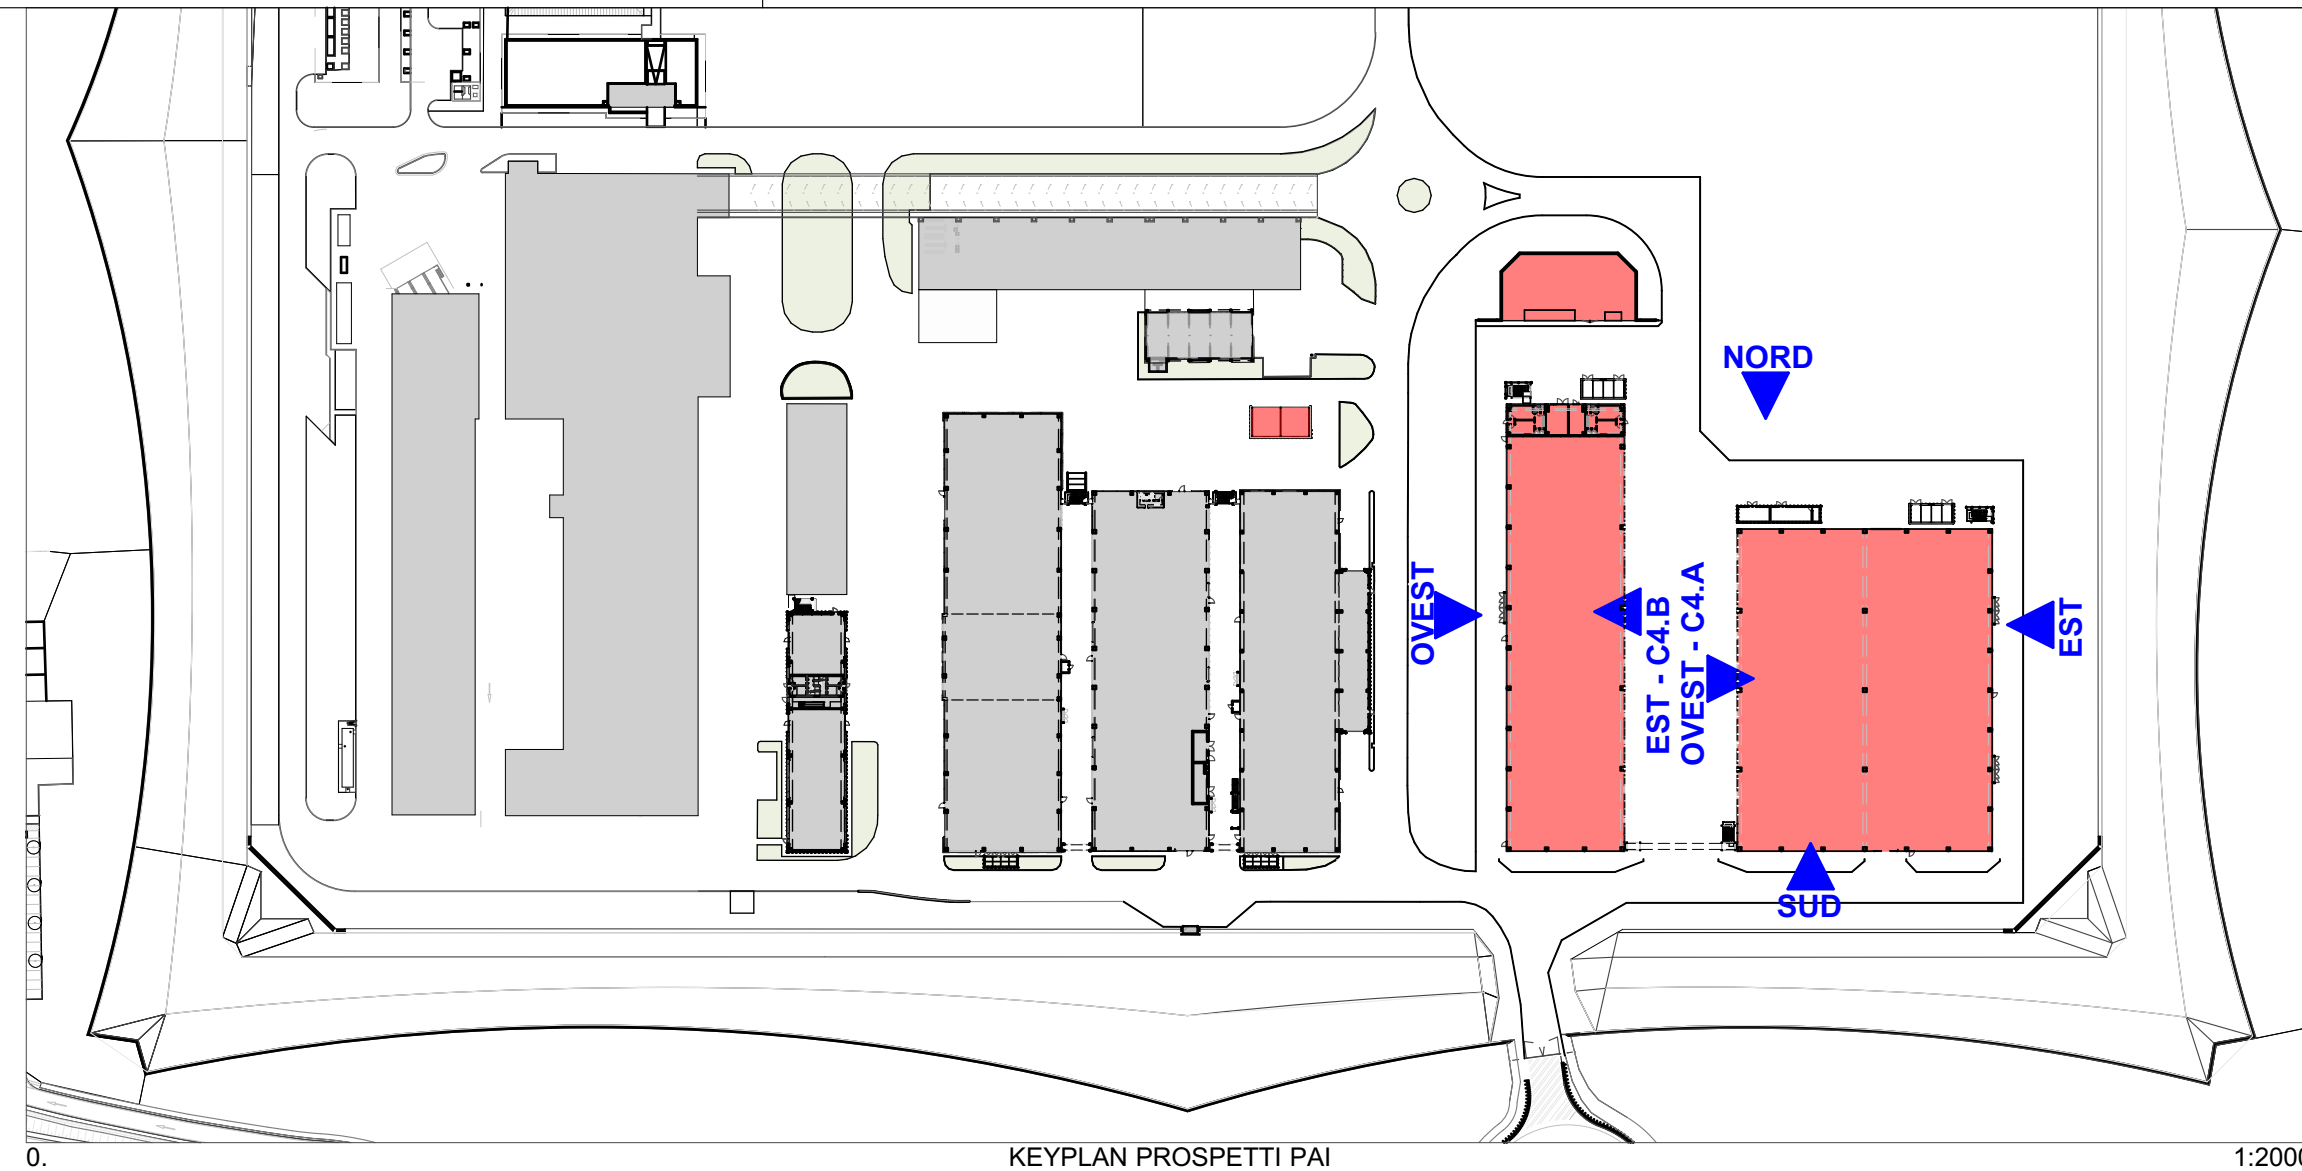 NORD
OVEST
EST - C4.B
OVEST - C4.A
EST
SUD
0.
KEYPLAN PROSPETTI PAI
1:2000